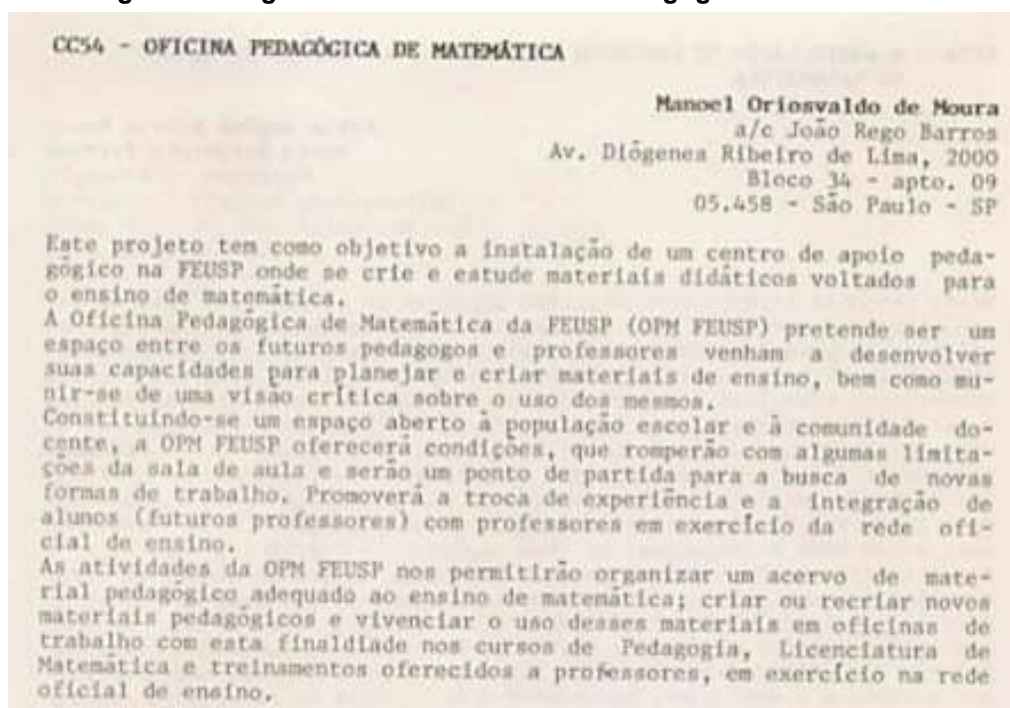 CC54 - OFICINA PEDAGÓGICA DE MATEMÁTICA
Manoel Oriosvaldo de Moura
a/c João Rego Barros
Av. Diógenes Ribeiro de Lima, 2000
Bloco 34 - apto. 09
05.458 - São Paulo - SP
Este projeto tem como objetivo a instalação de um centro de apoio peda-
gógico na FEUSP onde se crie e estude materiais didáticos voltados para
o ensino de matemática.
A Oficina Pedagógica de Matemática da FEUSP (OPM FEUSP) pretende ser um
espaço entre os futuros pedagogos e professores venham a desenvolver
suas capacidades para planejar e criar materiais de ensino, bem como mu-
nir-se de uma visão crítica sobre o uso dos mesmos.
Constituindo-se um espaço aberto à população escolar e à comunidade do-
cente, a OPM FEUSP oferecerá condições, que romperão com algumas limita-
ções da sala de aula e serão um ponto de partida para a busca de novas
formas de trabalho. Promoverá a troca de experiência e a integração de
alunos (futuros professores) com professores em exercício da rede ofi-
cial de ensino.
As atividades da OPM FEUSP nos permitirão organizar um acervo de mate-
rial pedagógico adequado ao ensino de matemática; criar ou recriar novos
materiais pedagógicos e vivenciar o uso desses materiais em oficinas de
trabalho com esta finaldiade nos cursos de Pedagogia, Licenciatura de
Matemática e treinamentos oferecidos a professores, em exercício na rede
oficial de ensino.